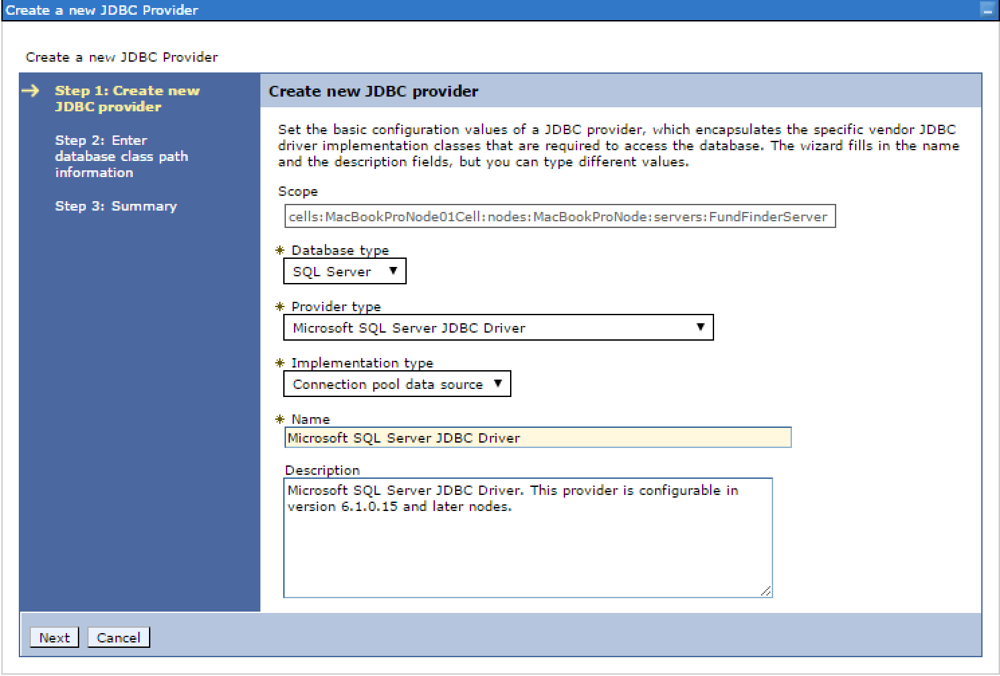 Create a new JDBC Provider
Create a new JDBC Provider
Step 1: Create new
JDBC provider
Step 2: Enter
database class path
information
Step 3: Summary
Create new JDBC provider
Set the basic configuration values of a JDBC provider, which encapsulates the specific vendor JDBC
driver implementation classes that are required to access the database. The wizard fills in the name
and the description fields, but you can type different values.
Scope
cells:MacBookProNode01Cell:nodes:MacBookProNode:servers:FundFinderServer
* Database type
SQL Server
* Provider type
Microsoft SQL Server JDBC Driver
* Implementation type
Connection pool data source
* Name
Microsoft SQL Server JDBC Driver
Description
Microsoft SQL Server JDBC Driver. This provider is configurable in
version 6.1.0.15 and later nodes.
Next Cancel